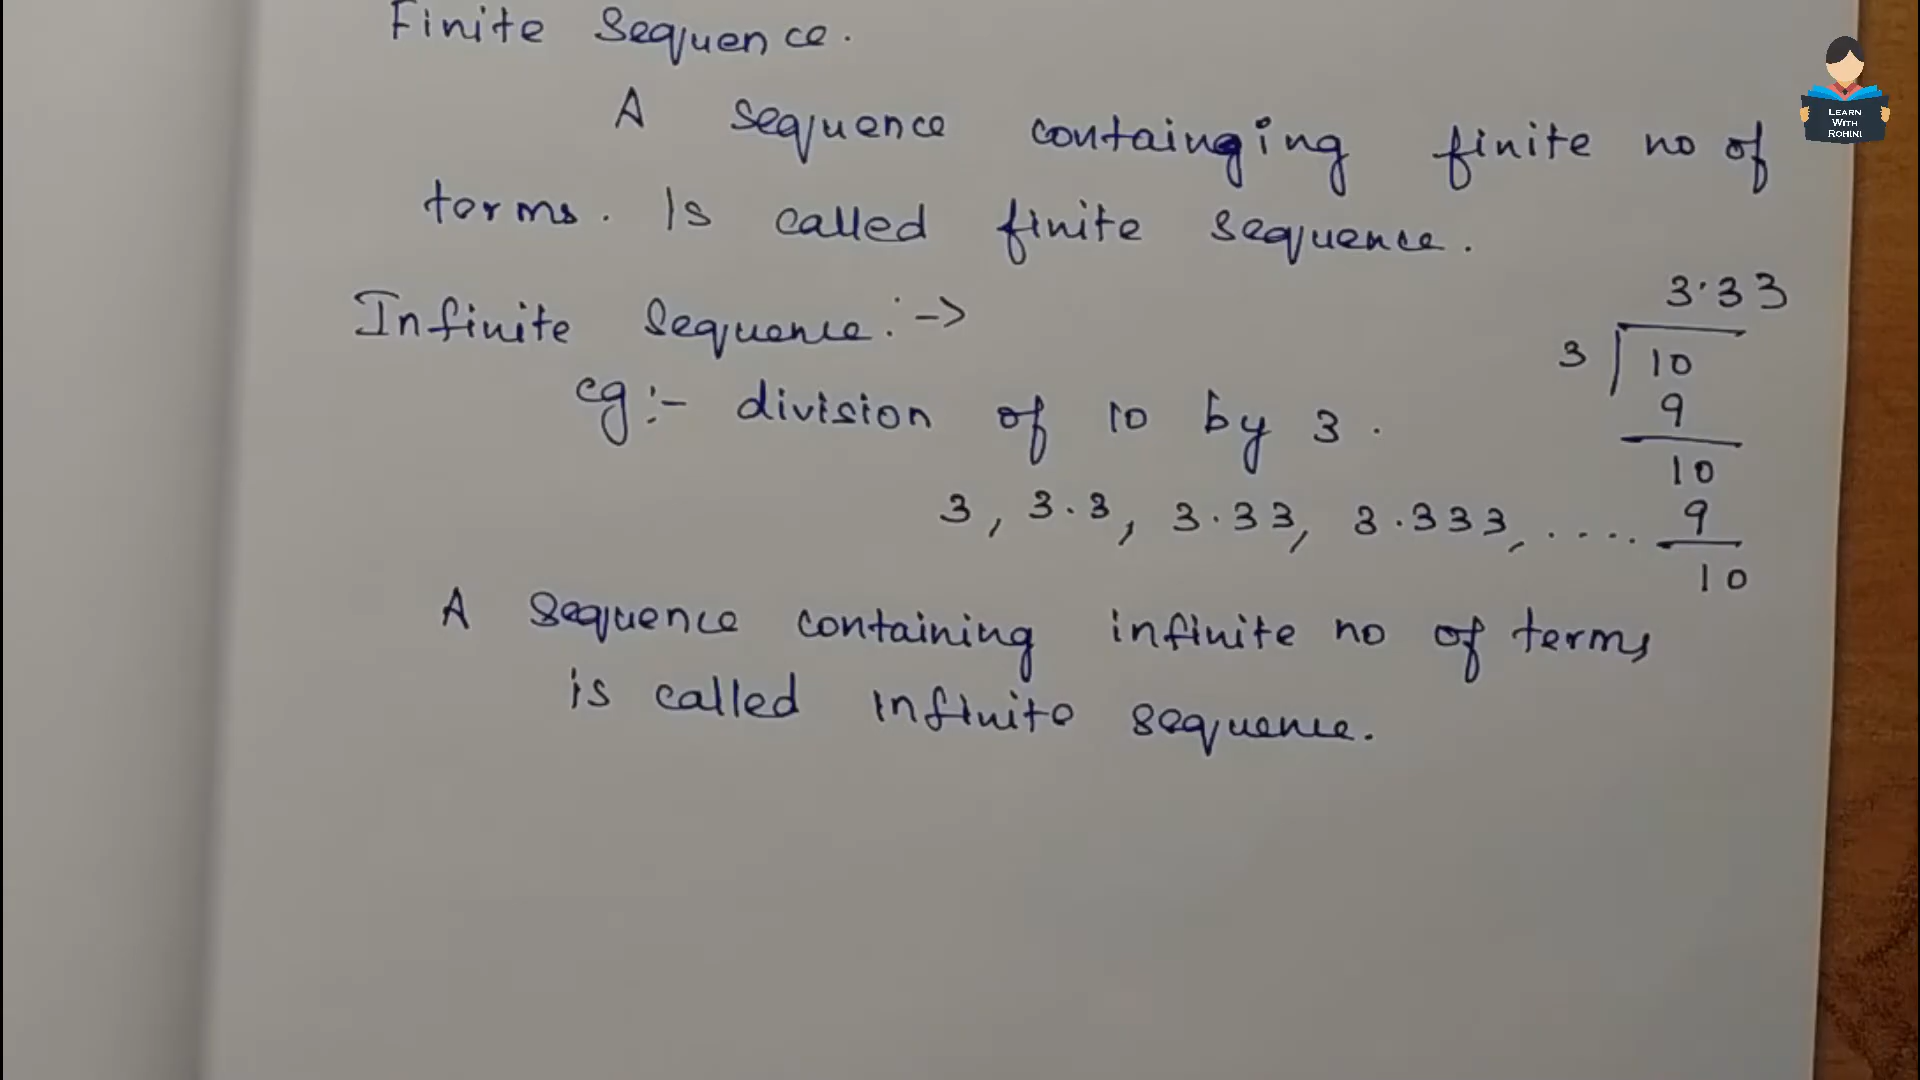 Finite Sequence.
A sequence containging finite no of
terms. Is called finite sequence.
Infinite Sequence:->
eg:- division of 10 by 3.
3, 3.3, 3.33, 3.333, .....
3.33
3 10
9
10
9
10
A sequence containing infinite no of terms
is called infinite sequence.
LEARN
WITH
ROHINI